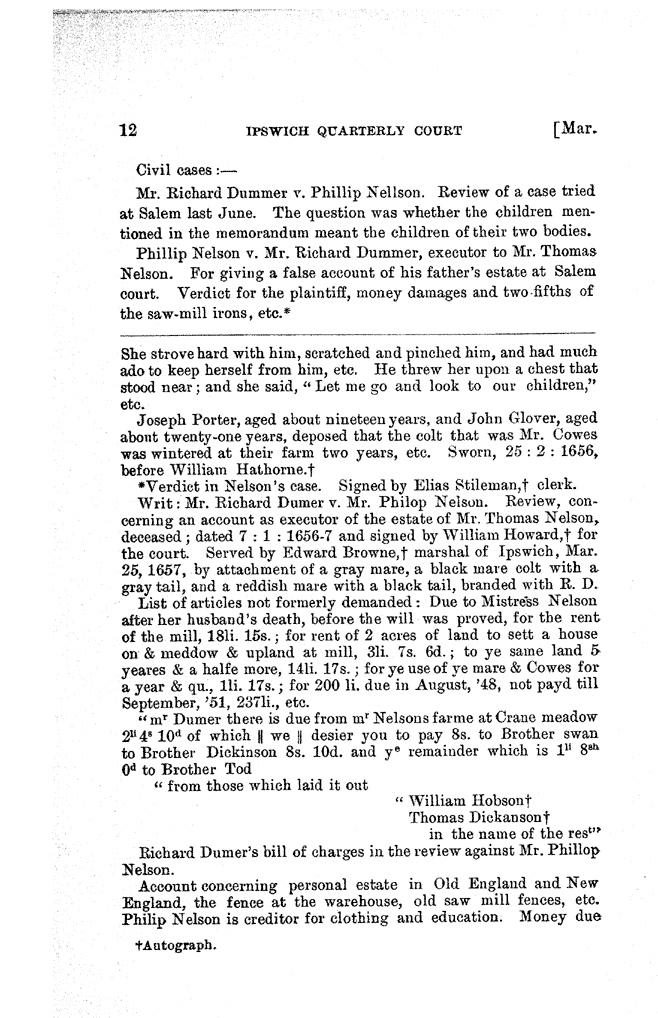 12 IPSWICH QUARTERLY COURT [Mar.
Civil cases :—
Mr. Richard Dummer v. Phillip Nellson. Review of a case tried
at Salem last June. The question was whether the children men-
tioned in the memorandum meant the children of their two bodies.
Phillip Nelson v. Mr. Richard Dummer, executor to Mr. Thomas
Nelson. For giving a false account of his father's estate at Salem
court. Verdict for the plaintiff, money damages and two-fifths of
the saw-mill irons, etc.*
She strove hard with him, scratched and pinched him, and had much
ado to keep herself from him, etc. He threw her upon a chest that
stood near; and she said, "Let me go and look to our children,"
etc.
Joseph Porter, aged about nineteen years, and John Glover, aged
about twenty-one years, deposed that the colt that was Mr. Cowes
was wintered at their farm two years, etc. Sworn, 25 : 2 : 1656,
before William Hathorne.†
*Verdict in Nelson's case. Signed by Elias Stileman,† clerk.
Writ: Mr. Richard Dumer v. Mr. Philop Nelson. Review, con-
cerning an account as executor of the estate of Mr. Thomas Nelson,
deceased; dated 7 : 1 : 1656-7 and signed by William Howard,† for
the court. Served by Edward Browne,† marshal of Ipswich, Mar.
25, 1657, by attachment of a gray mare, a black mare colt with a
gray tail, and a reddish mare with a black tail, branded with R. D.
List of articles not formerly demanded: Due to Mistress Nelson
after her husband's death, before the will was proved, for the rent
of the mill, 18li. 15s.; for rent of 2 acres of land to sett a house
on & meddow & upland at mill, 3li. 7s. 6d.; to ye same land 5
yeares & a halfe more, 14li. 17s.; for ye use of ye mare & Cowes for
a year & qu., 1li. 17s.; for 200 li. due in August, '48, not payd till
September, '51, 237li., etc.
"mʳ Dumer there is due from mʳ Nelsons farme at Crane meadow
2ˡⁱ 4ˢ 10ᵈ of which ‖ we ‖ desier you to pay 8s. to Brother swan
to Brother Dickinson 8s. 10d. and yᵉ remainder which is 1ˡⁱ 8ˢʰ
0ᵈ to Brother Tod
"from those which laid it out
"William Hobson†
Thomas Dickanson†
in the name of the resᵗ"
Richard Dumer's bill of charges in the review against Mr. Phillop
Nelson.
Account concerning personal estate in Old England and New
England, the fence at the warehouse, old saw mill fences, etc.
Philip Nelson is creditor for clothing and education. Money due
†Autograph.